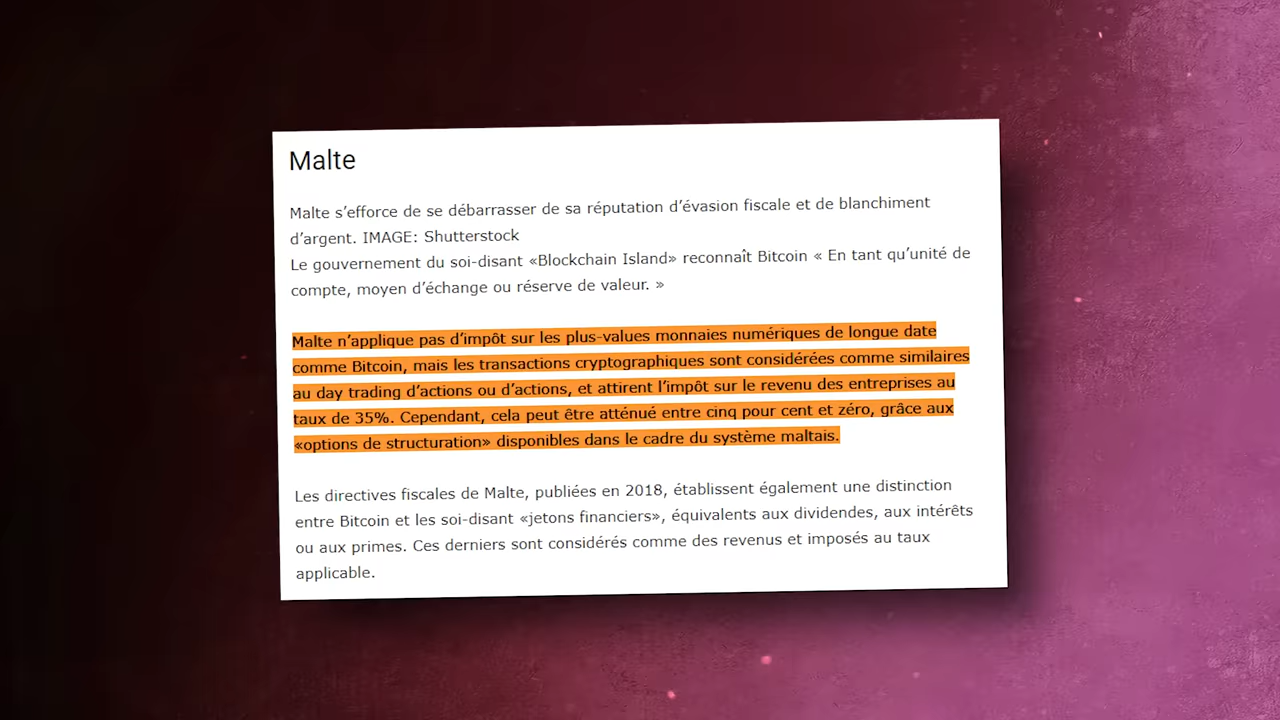 Malte
Malte s’efforce de se débarrasser de sa réputation d’évasion fiscale et de blanchiment
d’argent. IMAGE: Shutterstock
Le gouvernement du soi-disant «Blockchain Island» reconnaît Bitcoin « En tant qu’unité de
compte, moyen d’échange ou réserve de valeur. »
Malte n’applique pas d’impôt sur les plus-values monnaies numériques de longue date
comme Bitcoin, mais les transactions cryptographiques sont considérées comme similaires
au day trading d’actions ou d’actions, et attirent l’impôt sur le revenu des entreprises au
taux de 35%. Cependant, cela peut être atténué entre cinq pour cent et zéro, grâce aux
«options de structuration» disponibles dans le cadre du système maltais.
Les directives fiscales de Malte, publiées en 2018, établissent également une distinction
entre Bitcoin et les soi-disant «jetons financiers», équivalents aux dividendes, aux intérêts
ou aux primes. Ces derniers sont considérés comme des revenus et imposés au taux
applicable.